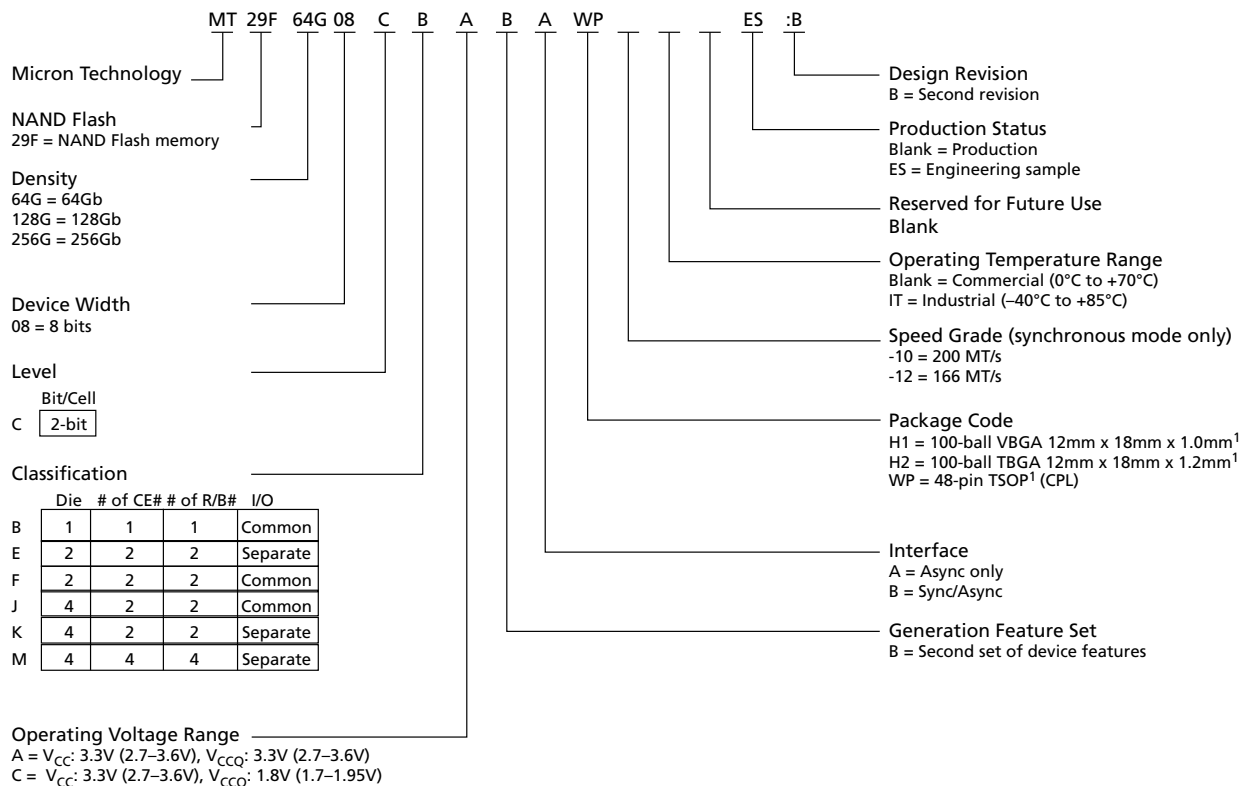 MT 29F 64G 08 C B A B A WP ES :B
Micron Technology
NAND Flash
29F = NAND Flash memory
Density
64G = 64Gb
128G = 128Gb
256G = 256Gb
Device Width
08 = 8 bits
Level
Bit/Cell
C 2-bit
Classification
Die # of CE# # of R/B# I/O
B 1 1 1 Common
E 2 2 2 Separate
F 2 2 2 Common
J 4 2 2 Common
K 4 2 2 Separate
M 4 4 4 Separate
Operating Voltage Range
A = VCC: 3.3V (2.7–3.6V), VCCQ: 3.3V (2.7–3.6V)
C = VCC: 3.3V (2.7–3.6V), VCCQ: 1.8V (1.7–1.95V)
Design Revision
B = Second revision
Production Status
Blank = Production
ES = Engineering sample
Reserved for Future Use
Blank
Operating Temperature Range
Blank = Commercial (0°C to +70°C)
IT = Industrial (–40°C to +85°C)
Speed Grade (synchronous mode only)
-10 = 200 MT/s
-12 = 166 MT/s
Package Code
H1 = 100-ball VBGA 12mm x 18mm x 1.0mm1
H2 = 100-ball TBGA 12mm x 18mm x 1.2mm1
WP = 48-pin TSOP1 (CPL)
Interface
A = Async only
B = Sync/Async
Generation Feature Set
B = Second set of device features